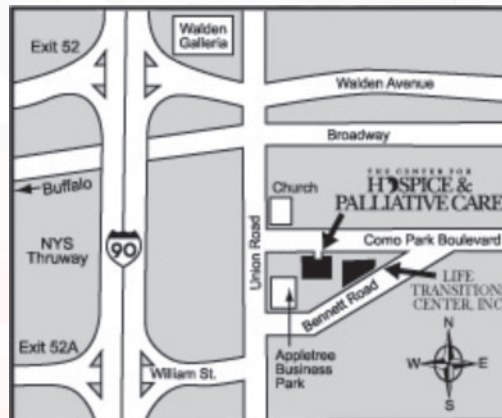 Exit 52
Walden
Galleria
Walden Avenue
Broadway
THE CENTER FOR
HOSPICE &
PALLIATIVE CARE
Buffalo
Church
NYS
Thruway
90
Union Road
Como Park Boulevard
LIFE
TRANSITIONS
CENTER, INC
Bennett Road
Exit 52A
William St.
Appletree
Business
Park
N
W
E
S